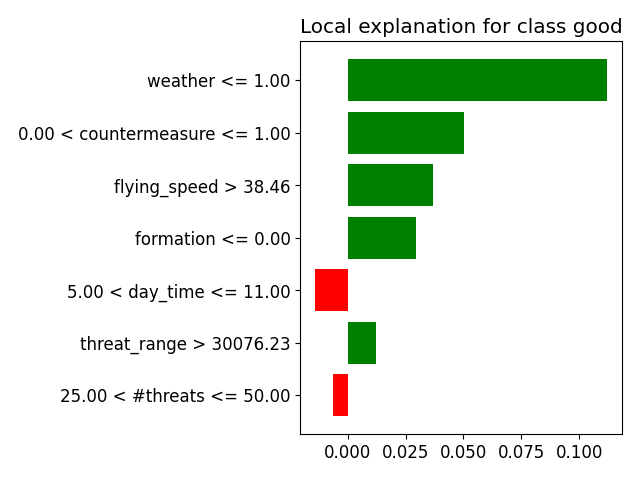 Local explanation for class good
weather <= 1.00
0.00 < countermeasure <= 1.00
flying_speed > 38.46
formation <= 0.00
5.00 < day_time <= 11.00
threat_range > 30076.23
25.00 < #threats <= 50.00
0.000 0.025 0.050 0.075 0.100